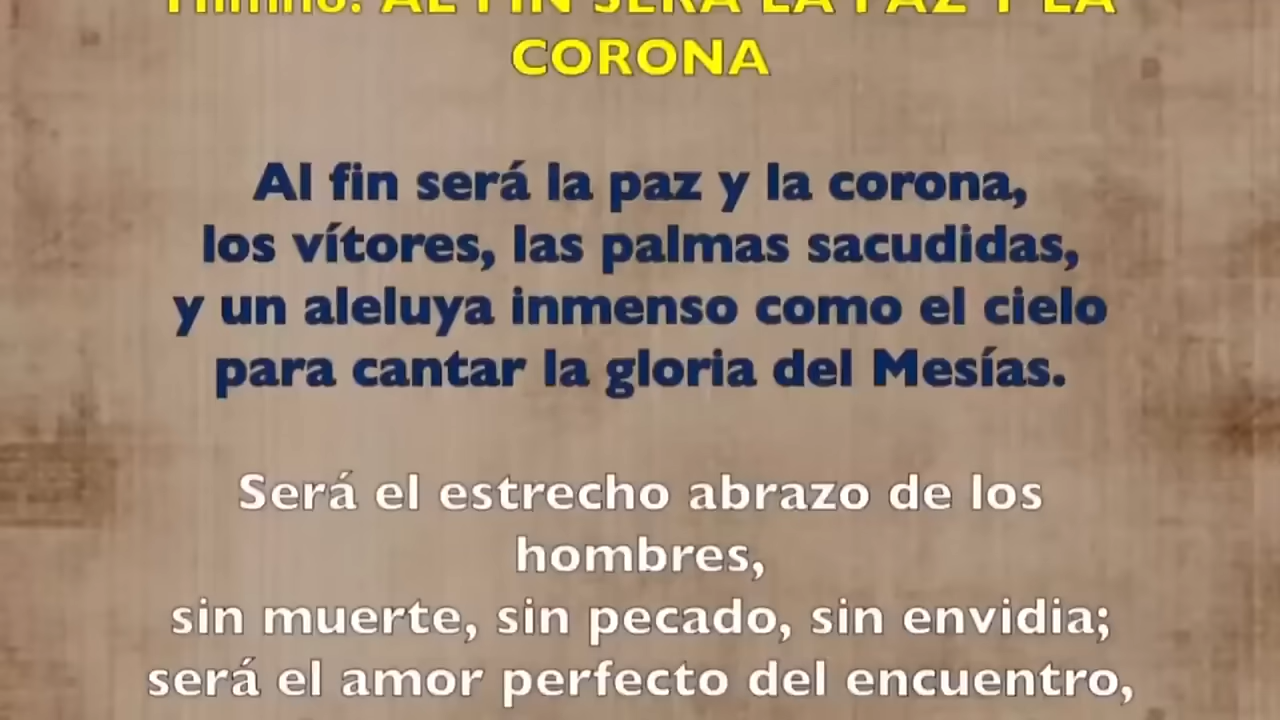 Himno: AL FIN SERÁ LA PAZ Y LA
CORONA
Al fin será la paz y la corona,
los vítores, las palmas sacudidas,
y un aleluya inmenso como el cielo
para cantar la gloria del Mesías.
Será el estrecho abrazo de los
hombres,
sin muerte, sin pecado, sin envidia;
será el amor perfecto del encuentro,